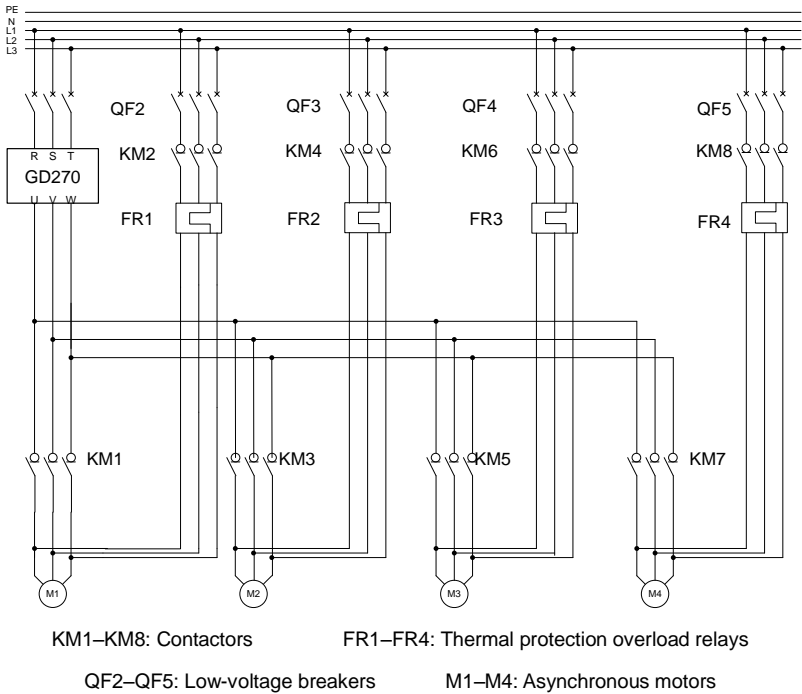 PE
N
L1
L2
L3
QF2
QF3
QF4
QF5
R S T
GD270
U V W
KM2
KM4
KM6
KM8
FR1
FR2
FR3
FR4
KM1
KM3
KM5
KM7
M1
M2
M3
M4
KM1–KM8: Contactors
FR1–FR4: Thermal protection overload relays
QF2–QF5: Low-voltage breakers
M1–M4: Asynchronous motors